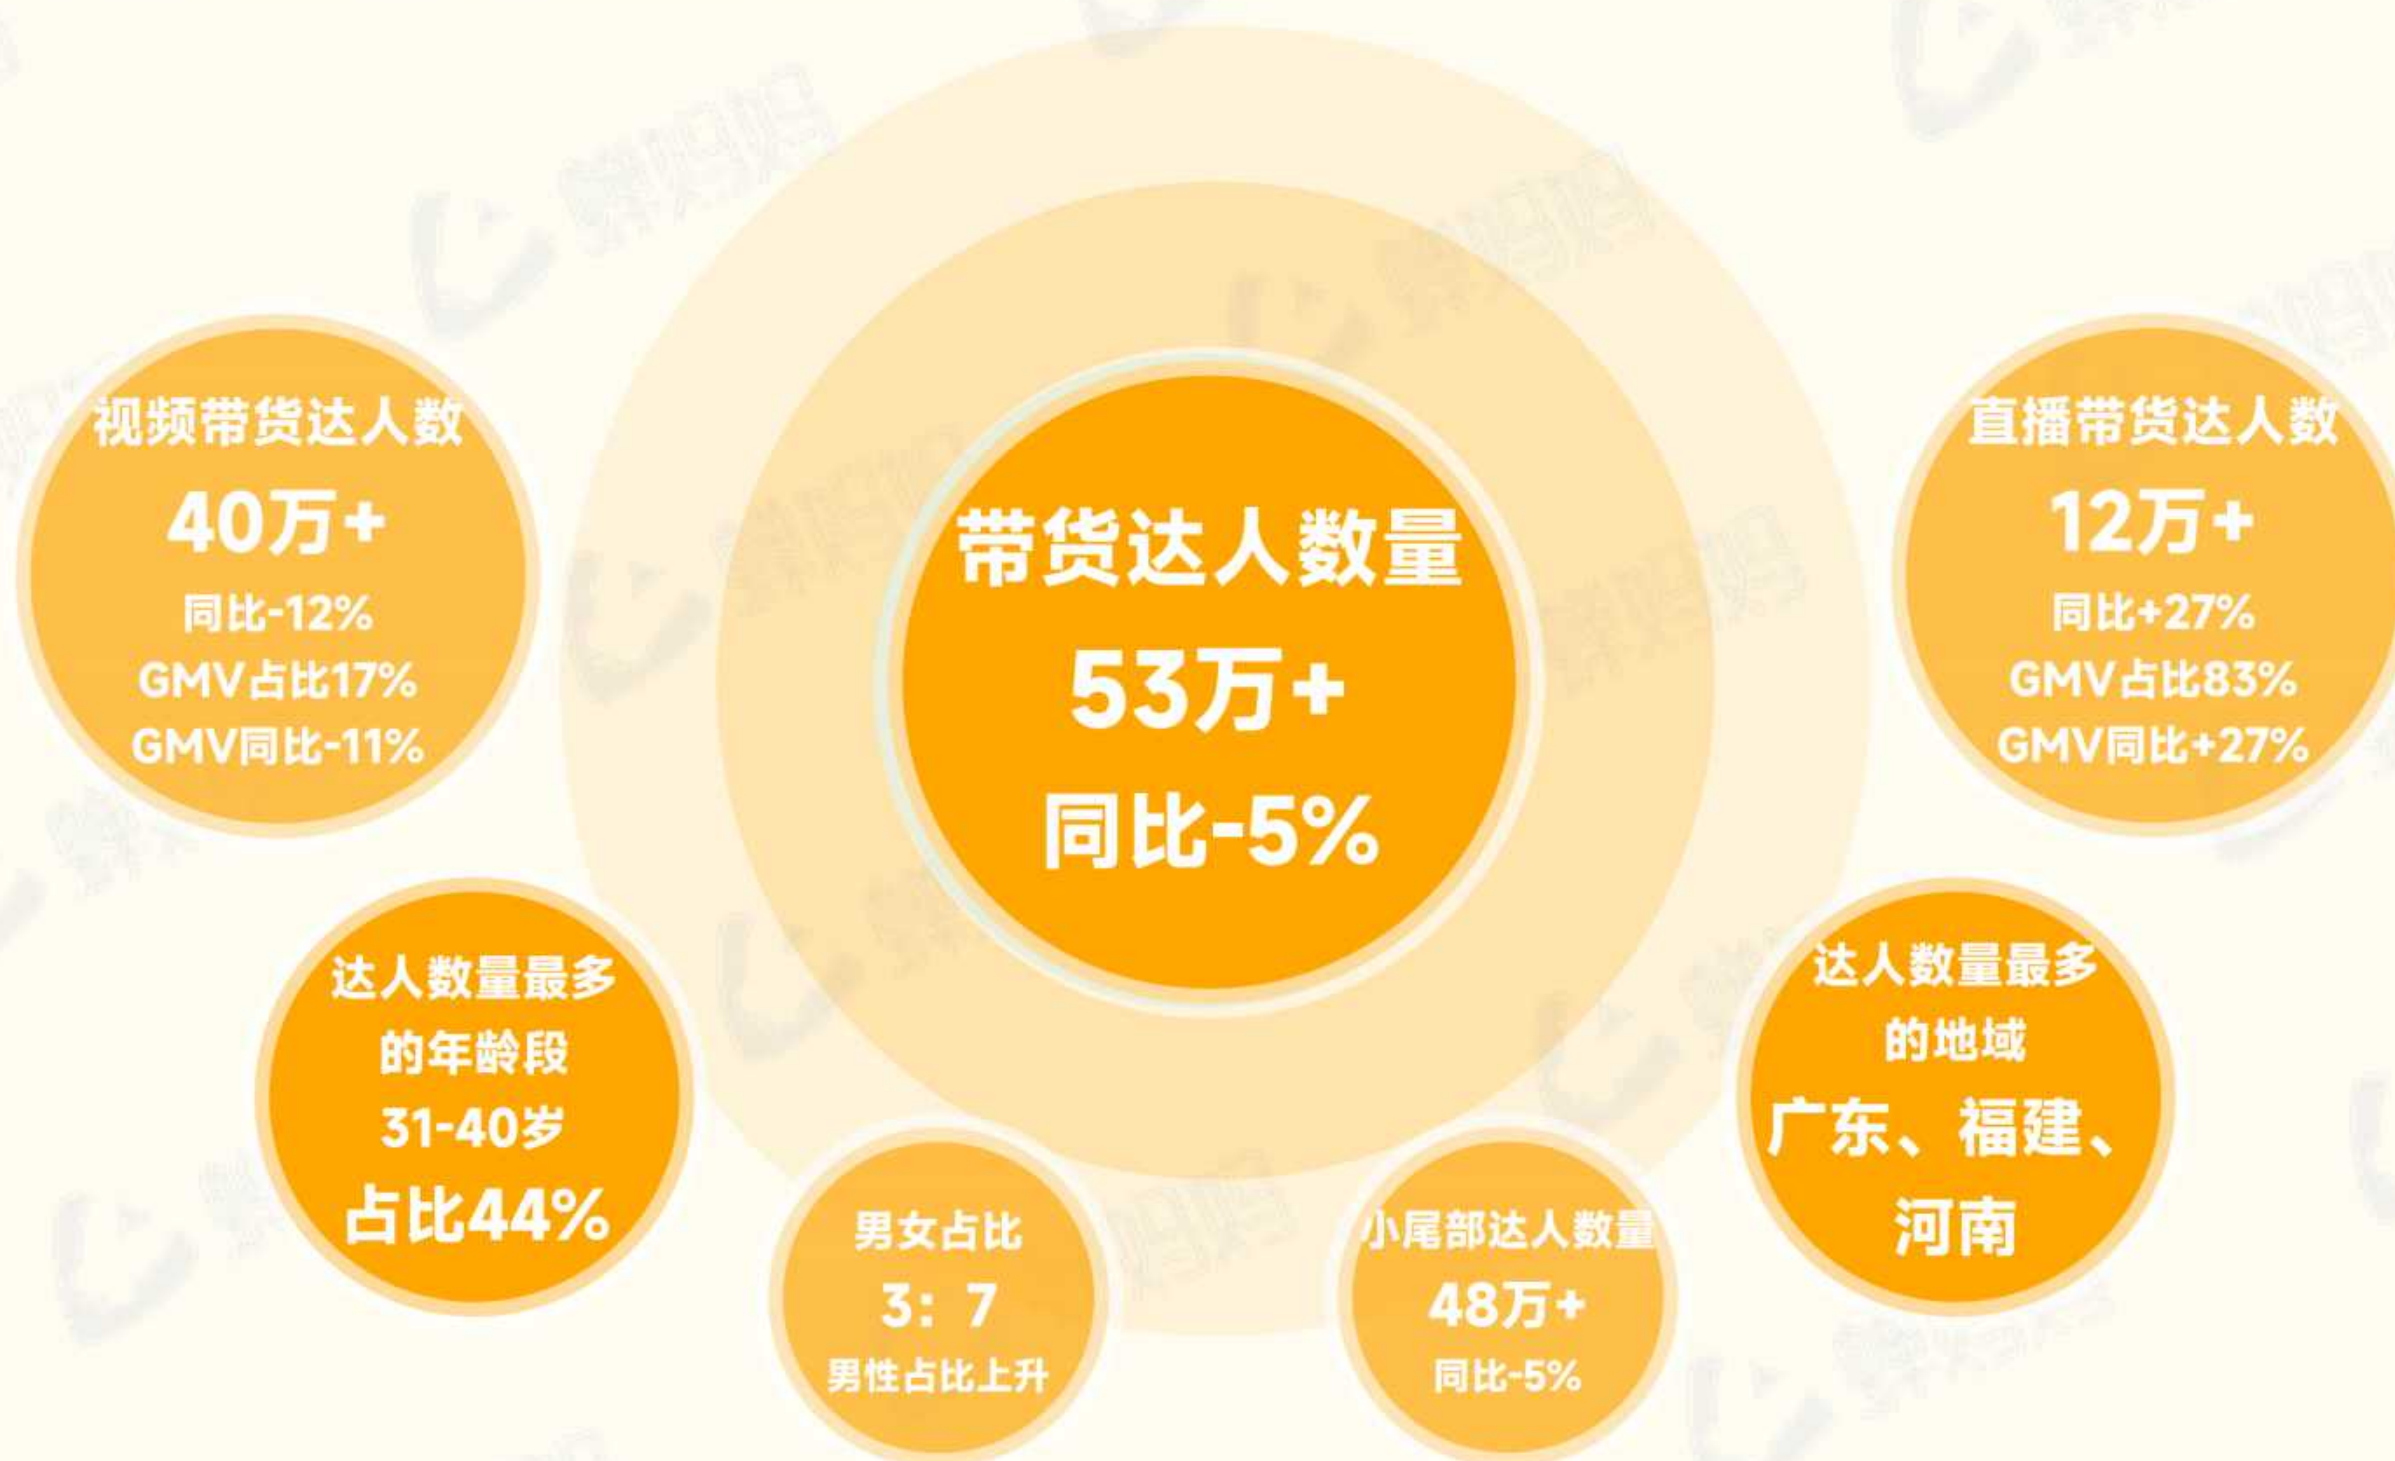 视频带货达人数
40万+
同比-12%
GMV占比17%
GMV同比-11%
带货达人数量
53万+
同比-5%
直播带货达人数
12万+
同比+27%
GMV占比83%
GMV同比+27%
达人数量最多
的年龄段
31-40岁
占比44%
男女占比
3：7
男性占比上升
小尾部达人数量
48万+
同比-5%
达人数量最多
的地域
广东、福建、
河南
蝉妈妈